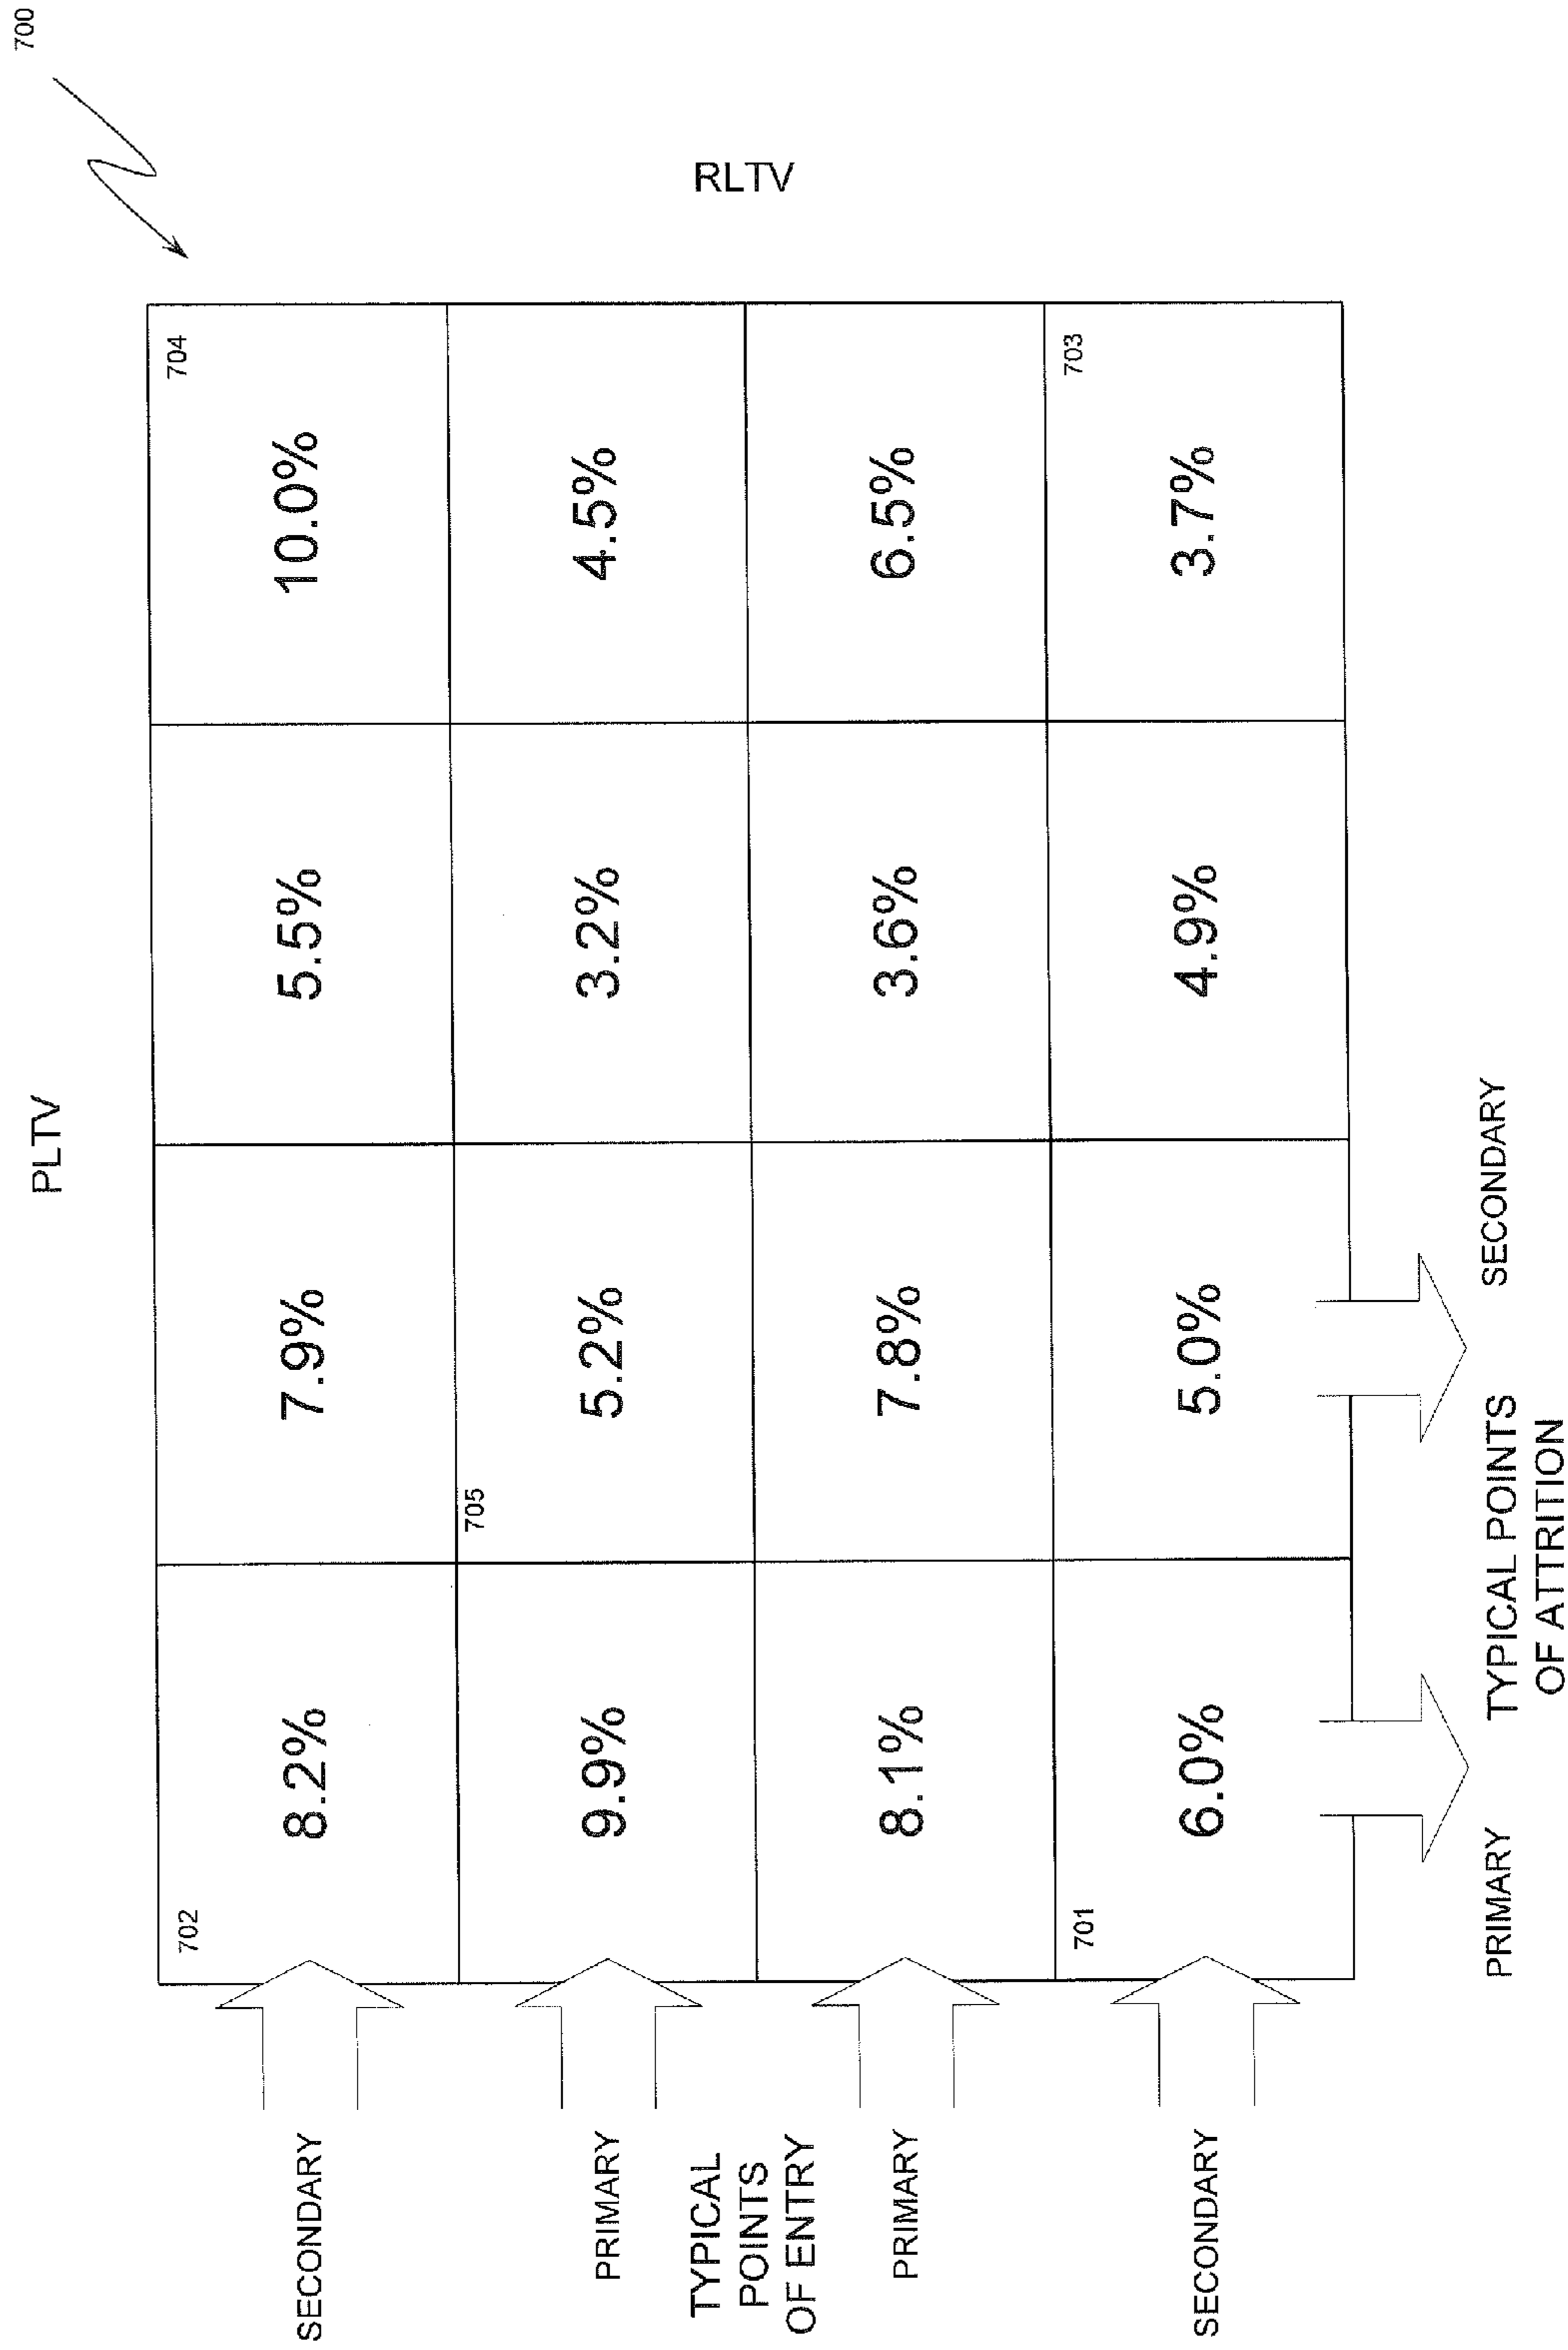 700
PLTV
RLTV
702
704
8.2%
7.9%
5.5%
10.0%
705
9.9%
5.2%
3.2%
4.5%
8.1%
7.8%
3.6%
6.5%
701
703
6.0%
5.0%
4.9%
3.7%
SECONDARY
PRIMARY
TYPICAL
POINTS
OF ENTRY
PRIMARY
SECONDARY
PRIMARY
TYPICAL POINTS
OF ATTRITION
SECONDARY